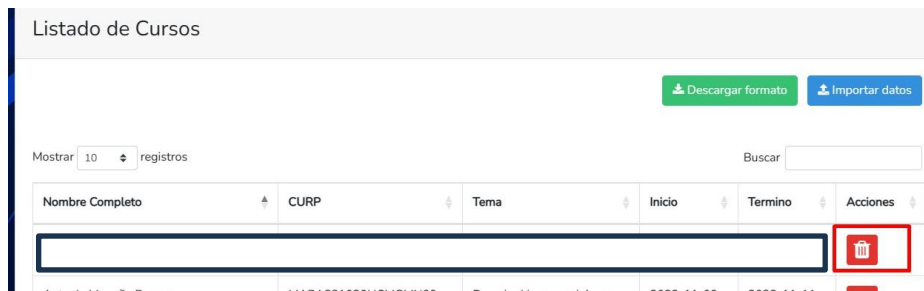 Listado de Cursos
Descargar formato Importar datos
Mostrar 10 registros Buscar
Nombre Completo CURP Tema Inicio Termino Acciones